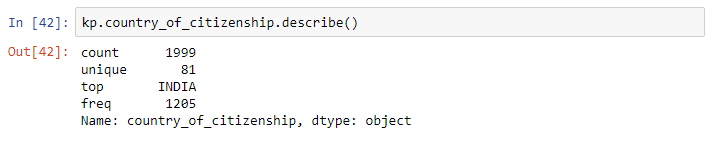 In [42]: kp.country_of_citizenship.describe()
Out[42]: count      1999
unique       81
top       INDIA
freq       1205
Name: country_of_citizenship, dtype: object